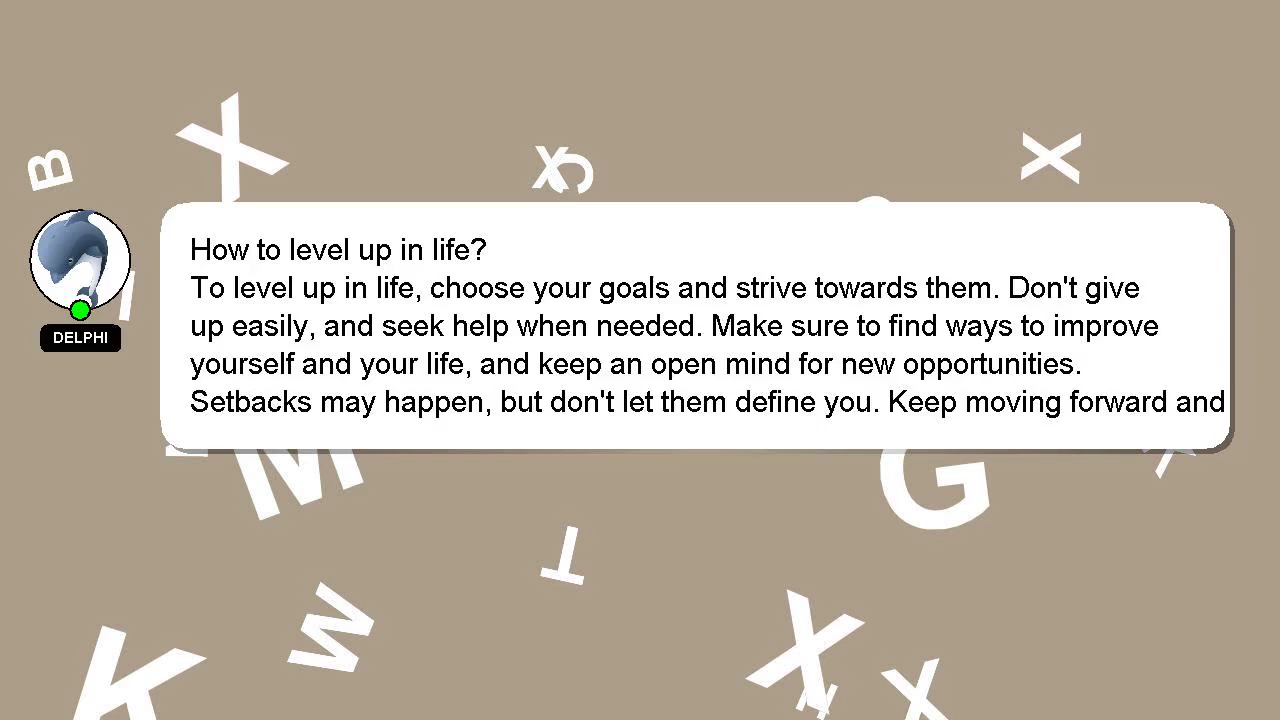 B
X
X
G
X
DELPHI
How to level up in life?
To level up in life, choose your goals and strive towards them. Don't give
up easily, and seek help when needed. Make sure to find ways to improve
yourself and your life, and keep an open mind for new opportunities.
Setbacks may happen, but don't let them define you. Keep moving forward and
M
G
T
W
K
X
X